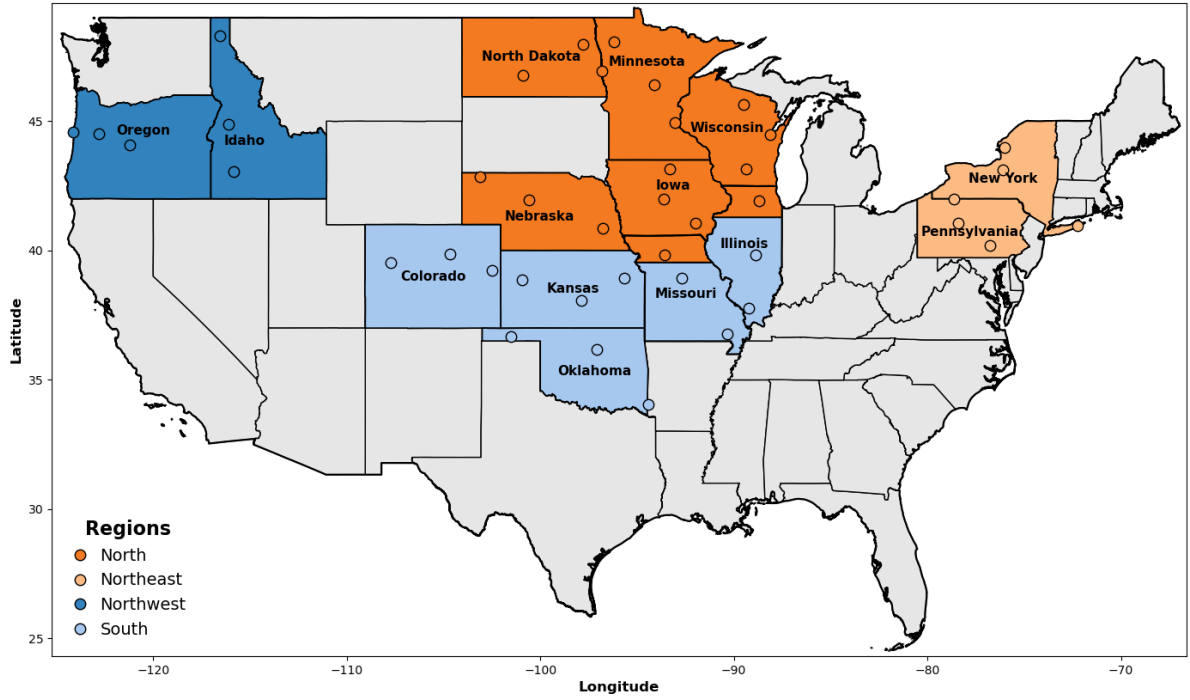 North Dakota
Minnesota
Oregon
Idaho
Wisconsin
Iowa
New York
Nebraska
Pennsylvania
Illinois
Colorado
Kansas
Missouri
Oklahoma
45
40
35
30
25
Latitude
Regions
North
Northeast
Northwest
South
−120
−110
−100
−90
−80
−70
Longitude